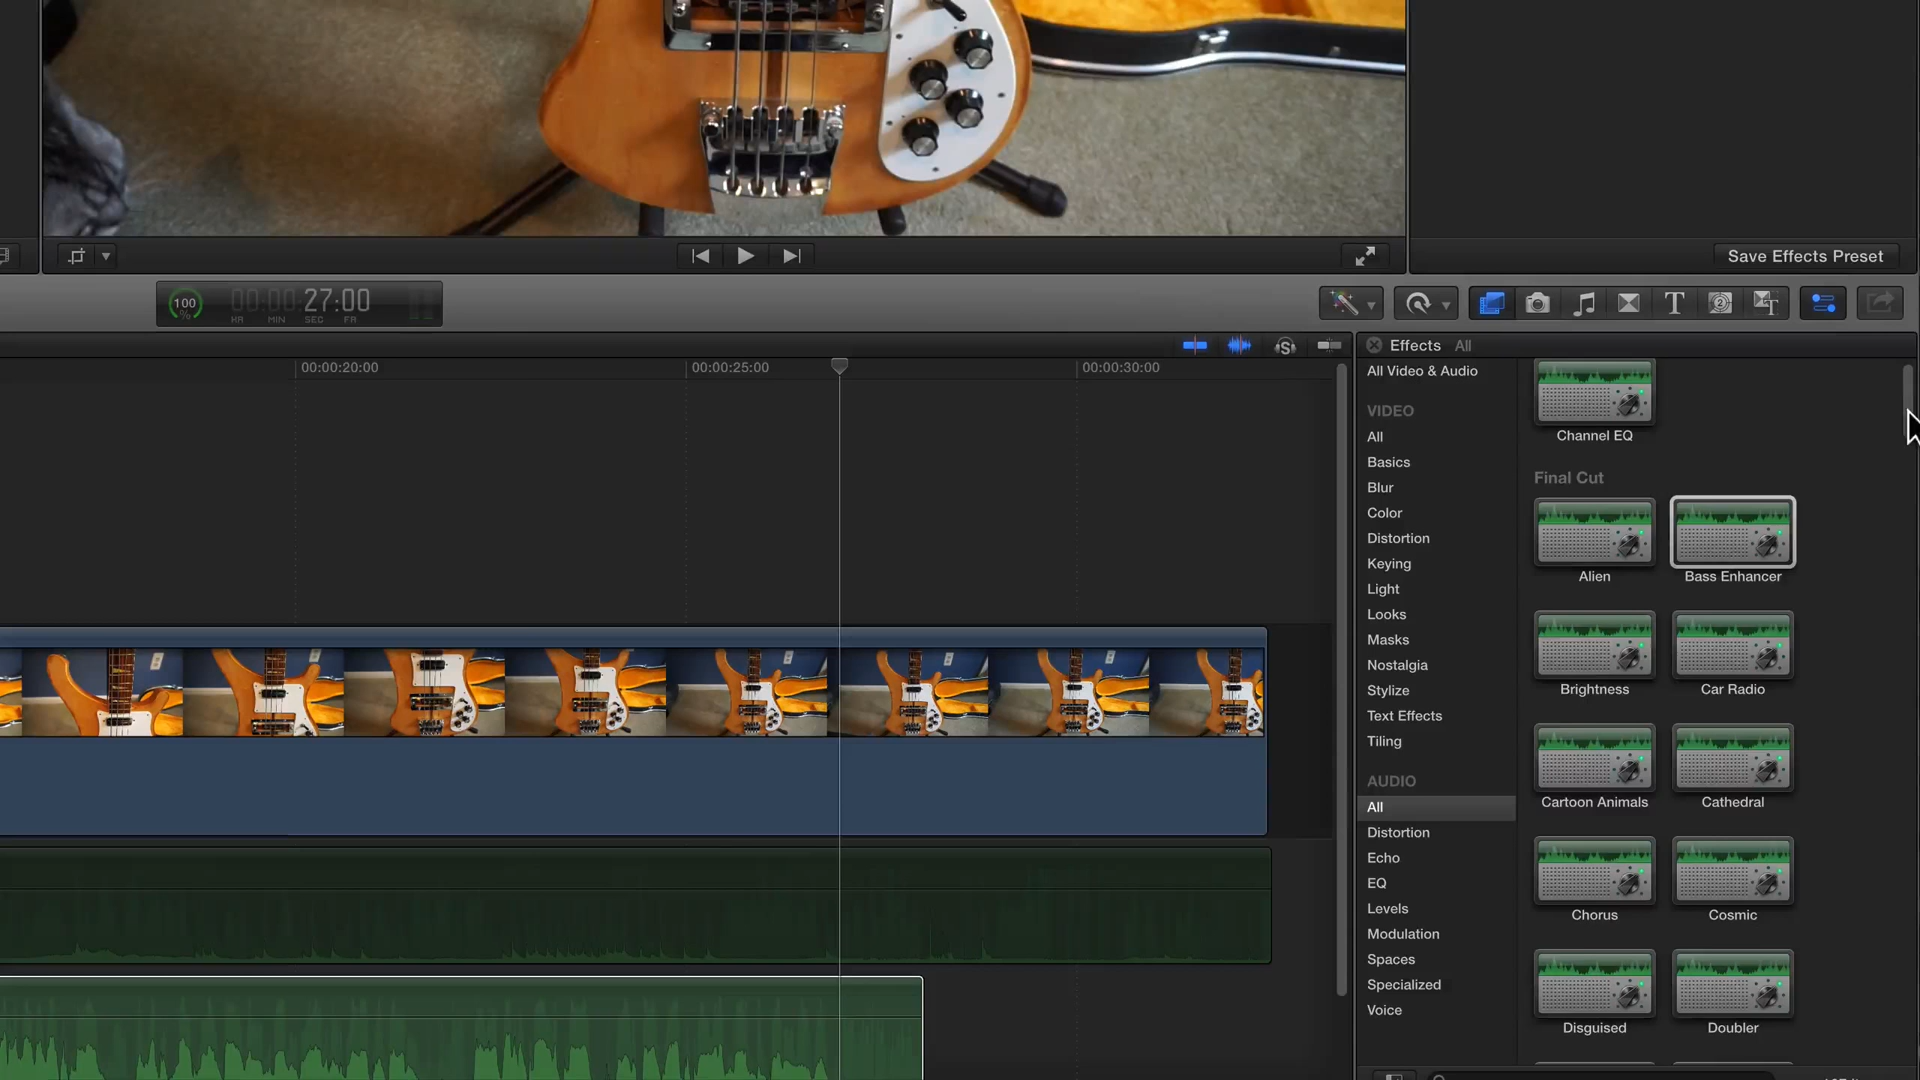 Save Effects Preset
100
%
00:00:27:00
HR MIN SEC FR
Effects All
00:00:20:00
00:00:25:00
00:00:30:00
All Video & Audio
VIDEO
All
Basics
Blur
Color
Distortion
Keying
Light
Looks
Masks
Nostalgia
Stylize
Text Effects
Tiling
AUDIO
All
Distortion
Echo
EQ
Levels
Modulation
Spaces
Specialized
Voice
Channel EQ
Final Cut
Alien
Bass Enhancer
Brightness
Car Radio
Cartoon Animals
Cathedral
Chorus
Cosmic
Disguised
Doubler